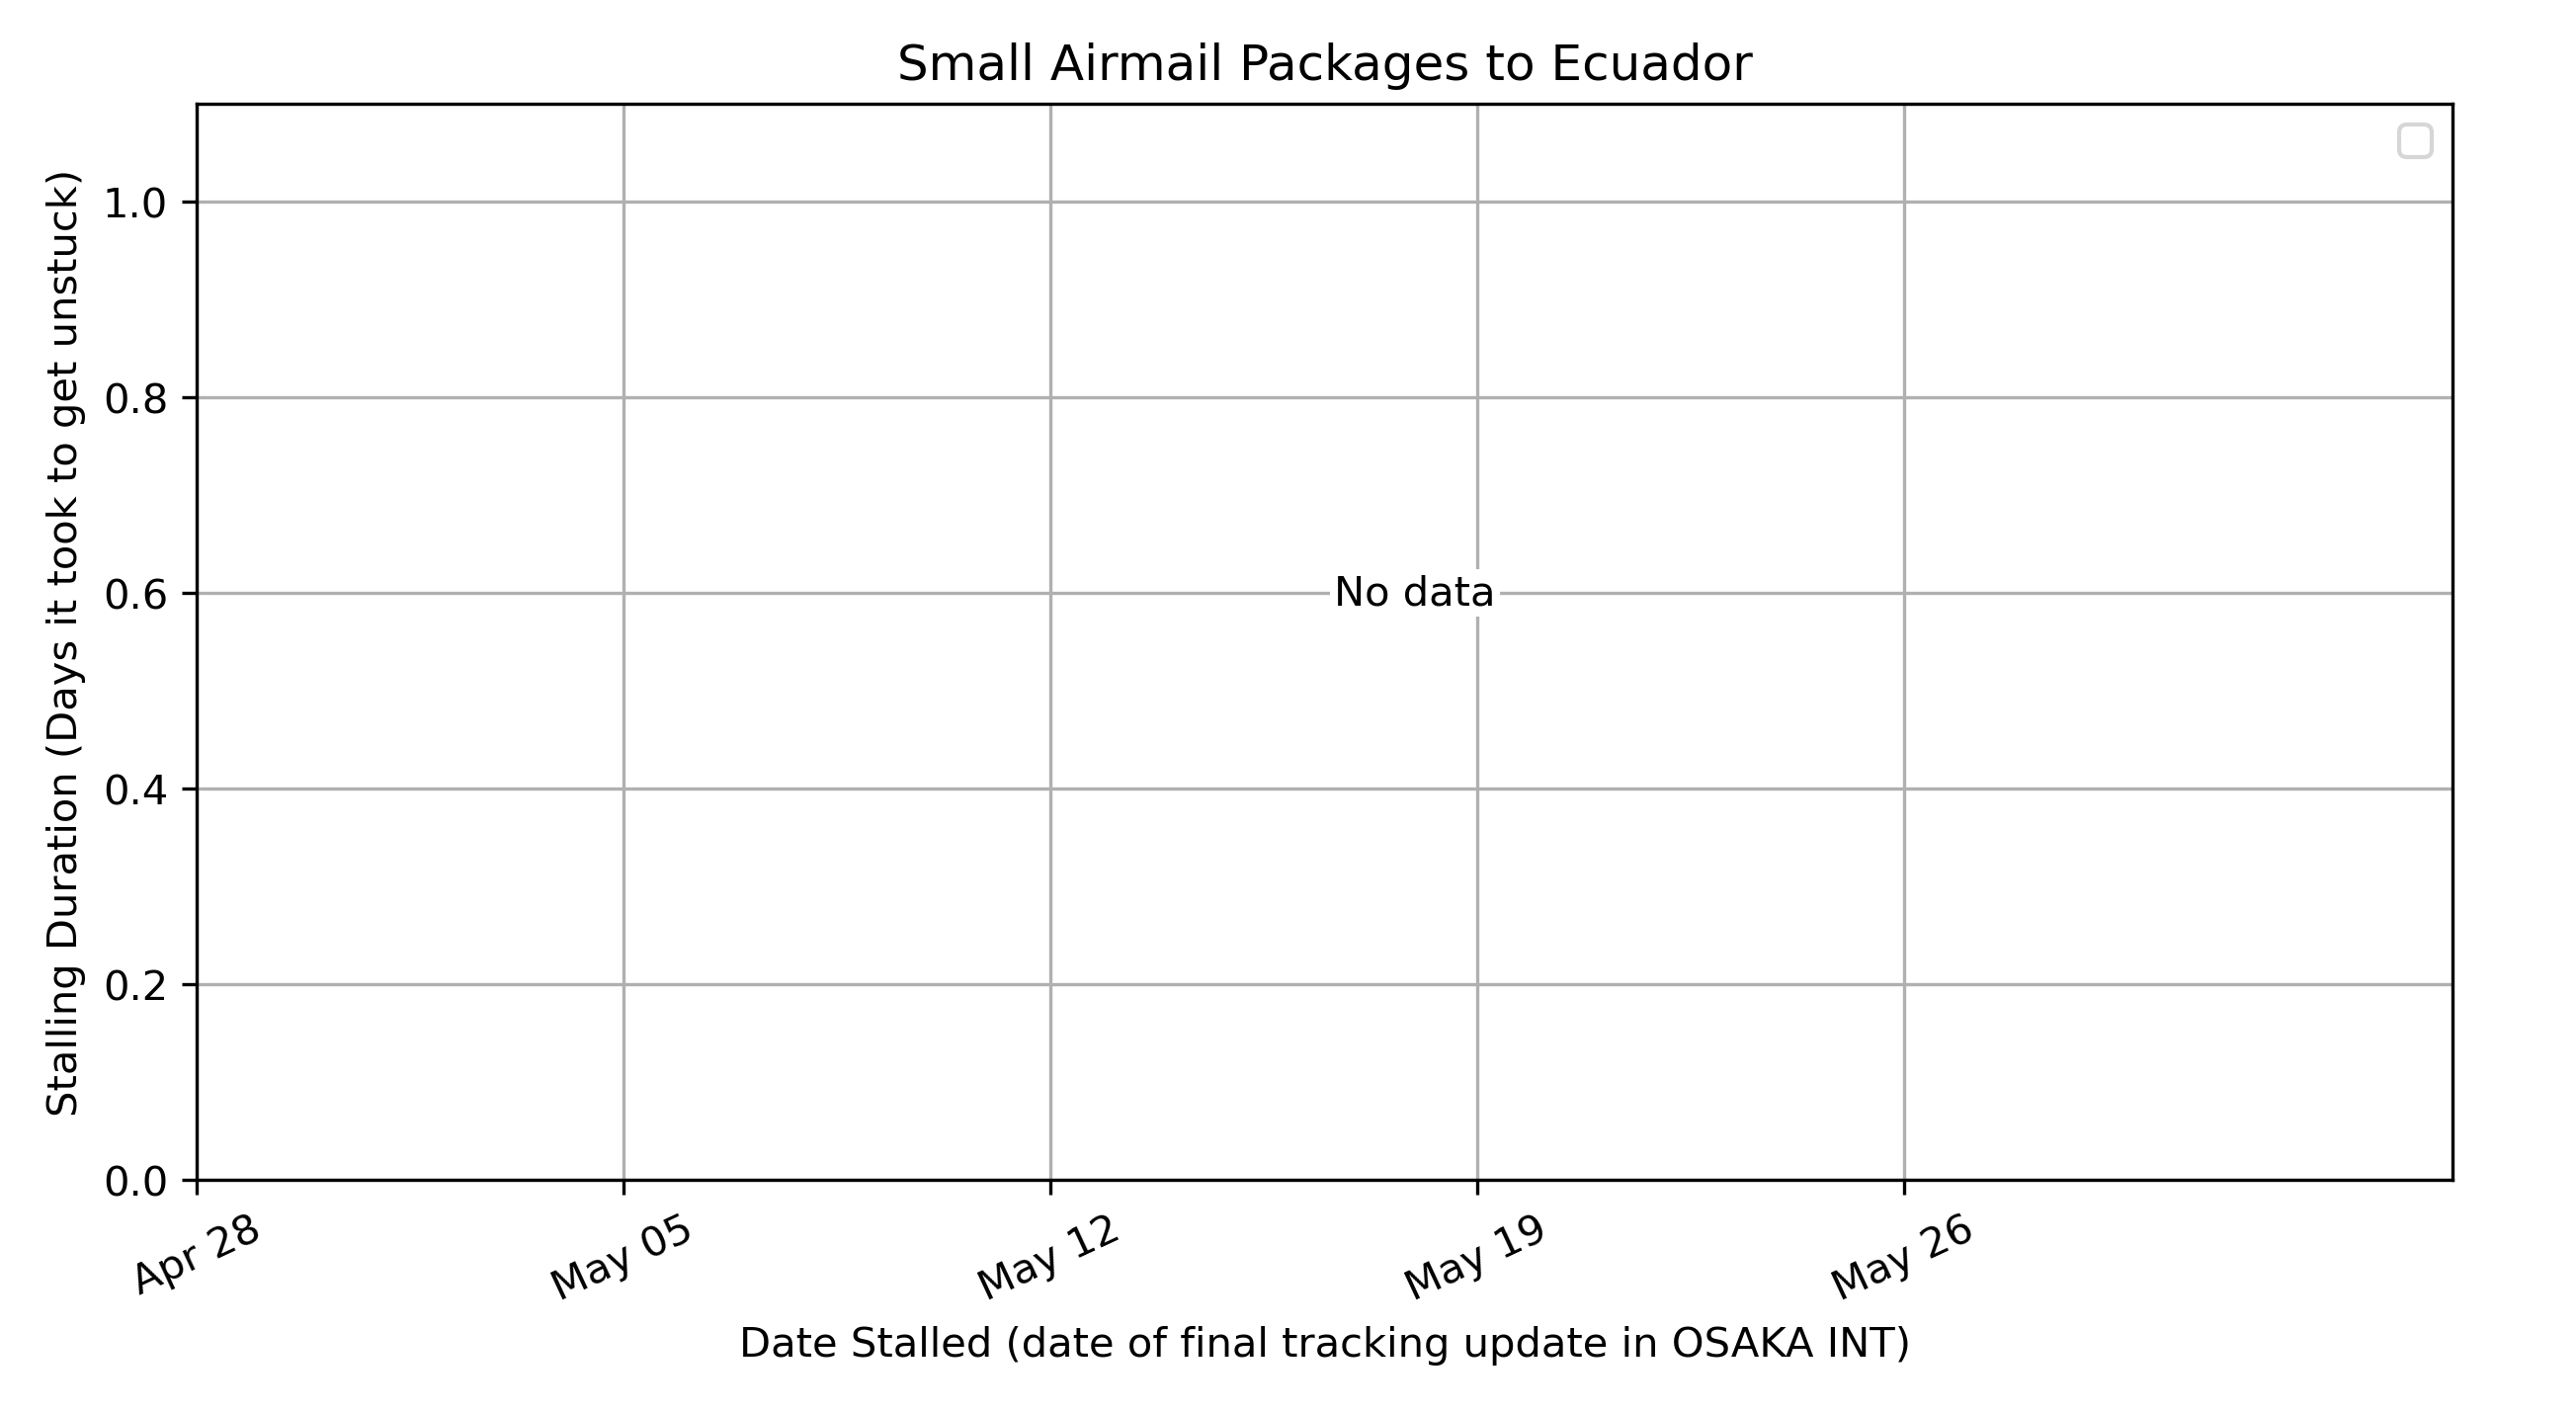 Small Airmail Packages to Ecuador
Stalling Duration (Days it took to get unstuck)
1.0
0.8
0.6
0.4
0.2
0.0
No data
Apr 28
May 05
May 12
May 19
May 26
Date Stalled (date of final tracking update in OSAKA INT)